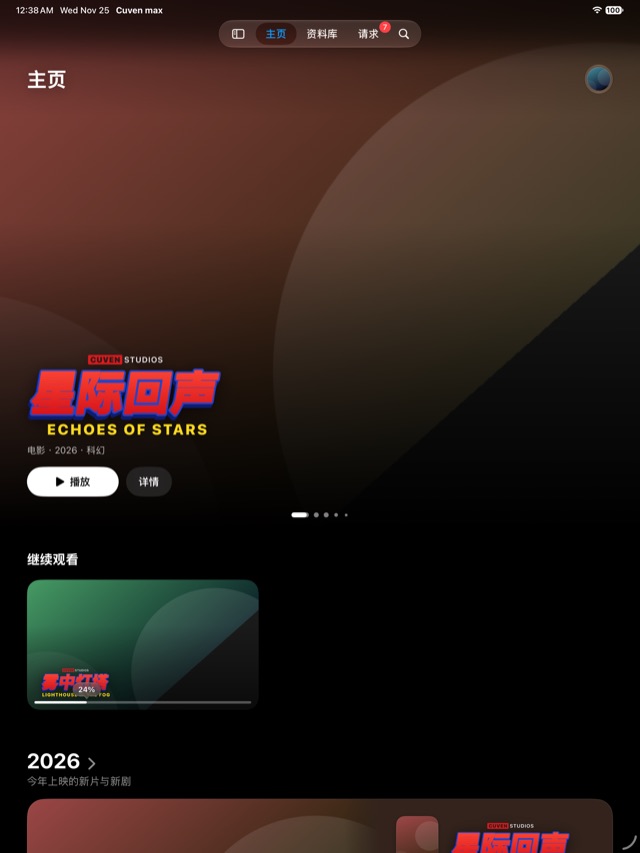 12:38 AM Wed Nov 25 Cuven max 100
主页 资料库 请求 7
主页
CUVEN STUDIOS
星际回声
ECHOES OF STARS
电影 · 2026 · 科幻
播放 详情
继续观看
STUDIOS
雾中灯塔
24%
2026
今年上映的新片与新剧
CUVEN STUDIOS
星际回声